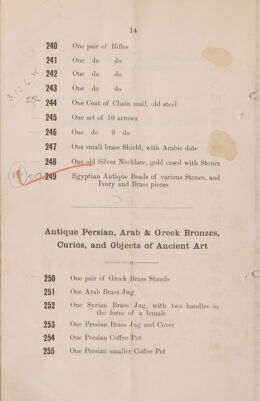 14
240 One pair of Rifles
241 One do do
242 One do do
243 One do do
244 One Coat of Chain mail, old steel
245 One set of 10 arrows
246 One do 9 do
247 One small brass Shield, with Arabic date
248 One old Silver Necklace, gold cased with Stones
249 Egyptian Antique Beads of various Stones, and
Ivory and Brass pieces
Antique Persian, Arab & Greek Bronzes,
Curios, and Objects of Ancient Art
250 One pair of Greek Brass Stands
251 One Arab Brass Jug
252 One Syrian Brass Jug, with two handles in
the form of a female
253 One Persian Brass Jug and Cover
254 One Persian Coffee Pot
255 One Persian smaller Coffee Pot